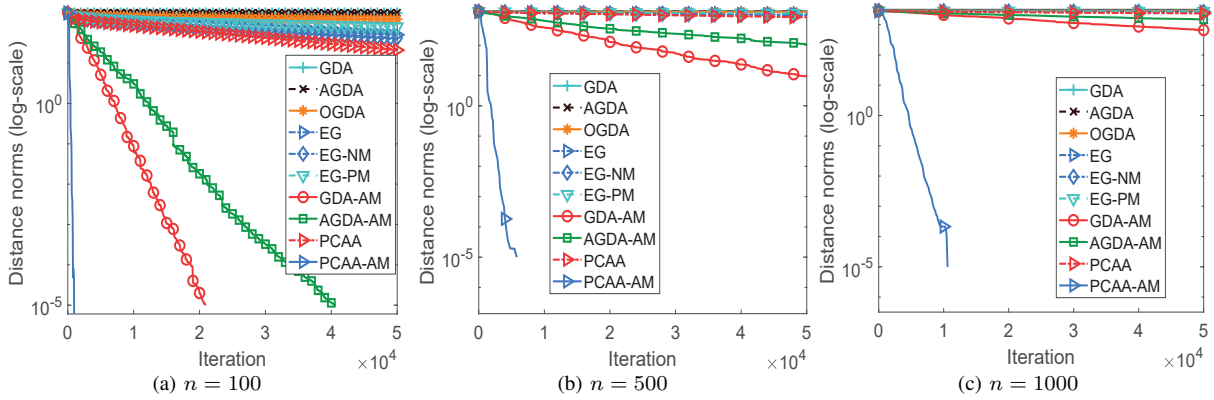 Distance norms (log-scale)
10^0
10^-5
GDA
AGDA
OGDA
EG
EG-NM
EG-PM
GDA-AM
AGDA-AM
PCAA
PCAA-AM
0 1 2 3 4 5
Iteration
×10^4
(a) n = 100
Distance norms (log-scale)
10^0
10^-5
GDA
AGDA
OGDA
EG
EG-NM
EG-PM
GDA-AM
AGDA-AM
PCAA
PCAA-AM
0 1 2 3 4 5
Iteration
×10^4
(b) n = 500
Distance norms (log-scale)
10^0
10^-5
GDA
AGDA
OGDA
EG
EG-NM
EG-PM
GDA-AM
AGDA-AM
PCAA
PCAA-AM
0 1 2 3 4 5
Iteration
×10^4
(c) n = 1000